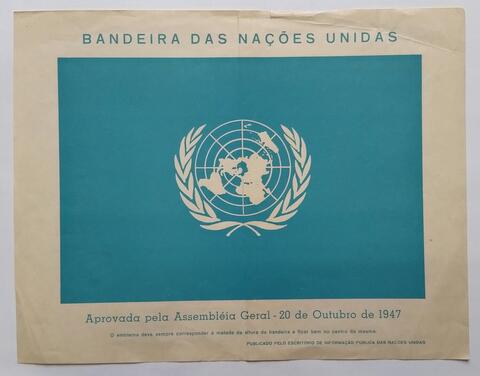 BANDEIRA DAS NAÇÕES UNIDAS
Aprovada pela Assembléia Geral - 20 de Outubro de 1947
O emblema deve sempre corresponder à metade da altura da bandeira e ficar bem no centro da mesma.
PUBLICADO PELO ESCRITÓRIO DE INFORMAÇÃO PÚBLICA DAS NAÇÕES UNIDAS